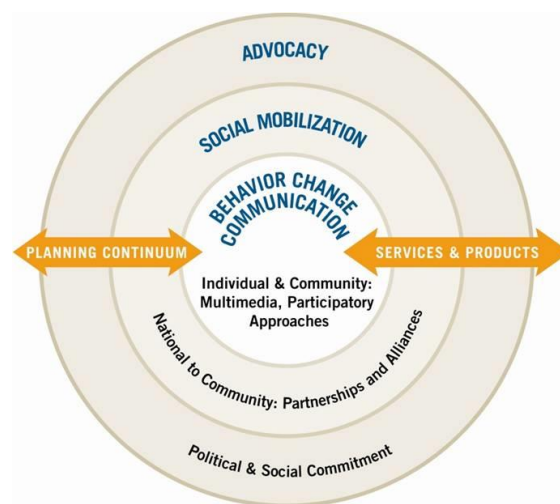 ADVOCACY
SOCIAL MOBILIZATION
BEHAVIOR CHANGE
COMMUNICATION
PLANNING CONTINUUM
SERVICES & PRODUCTS
Individual & Community:
Multimedia, Participatory
Approaches
National to Community: Partnerships and Alliances
Political & Social Commitment